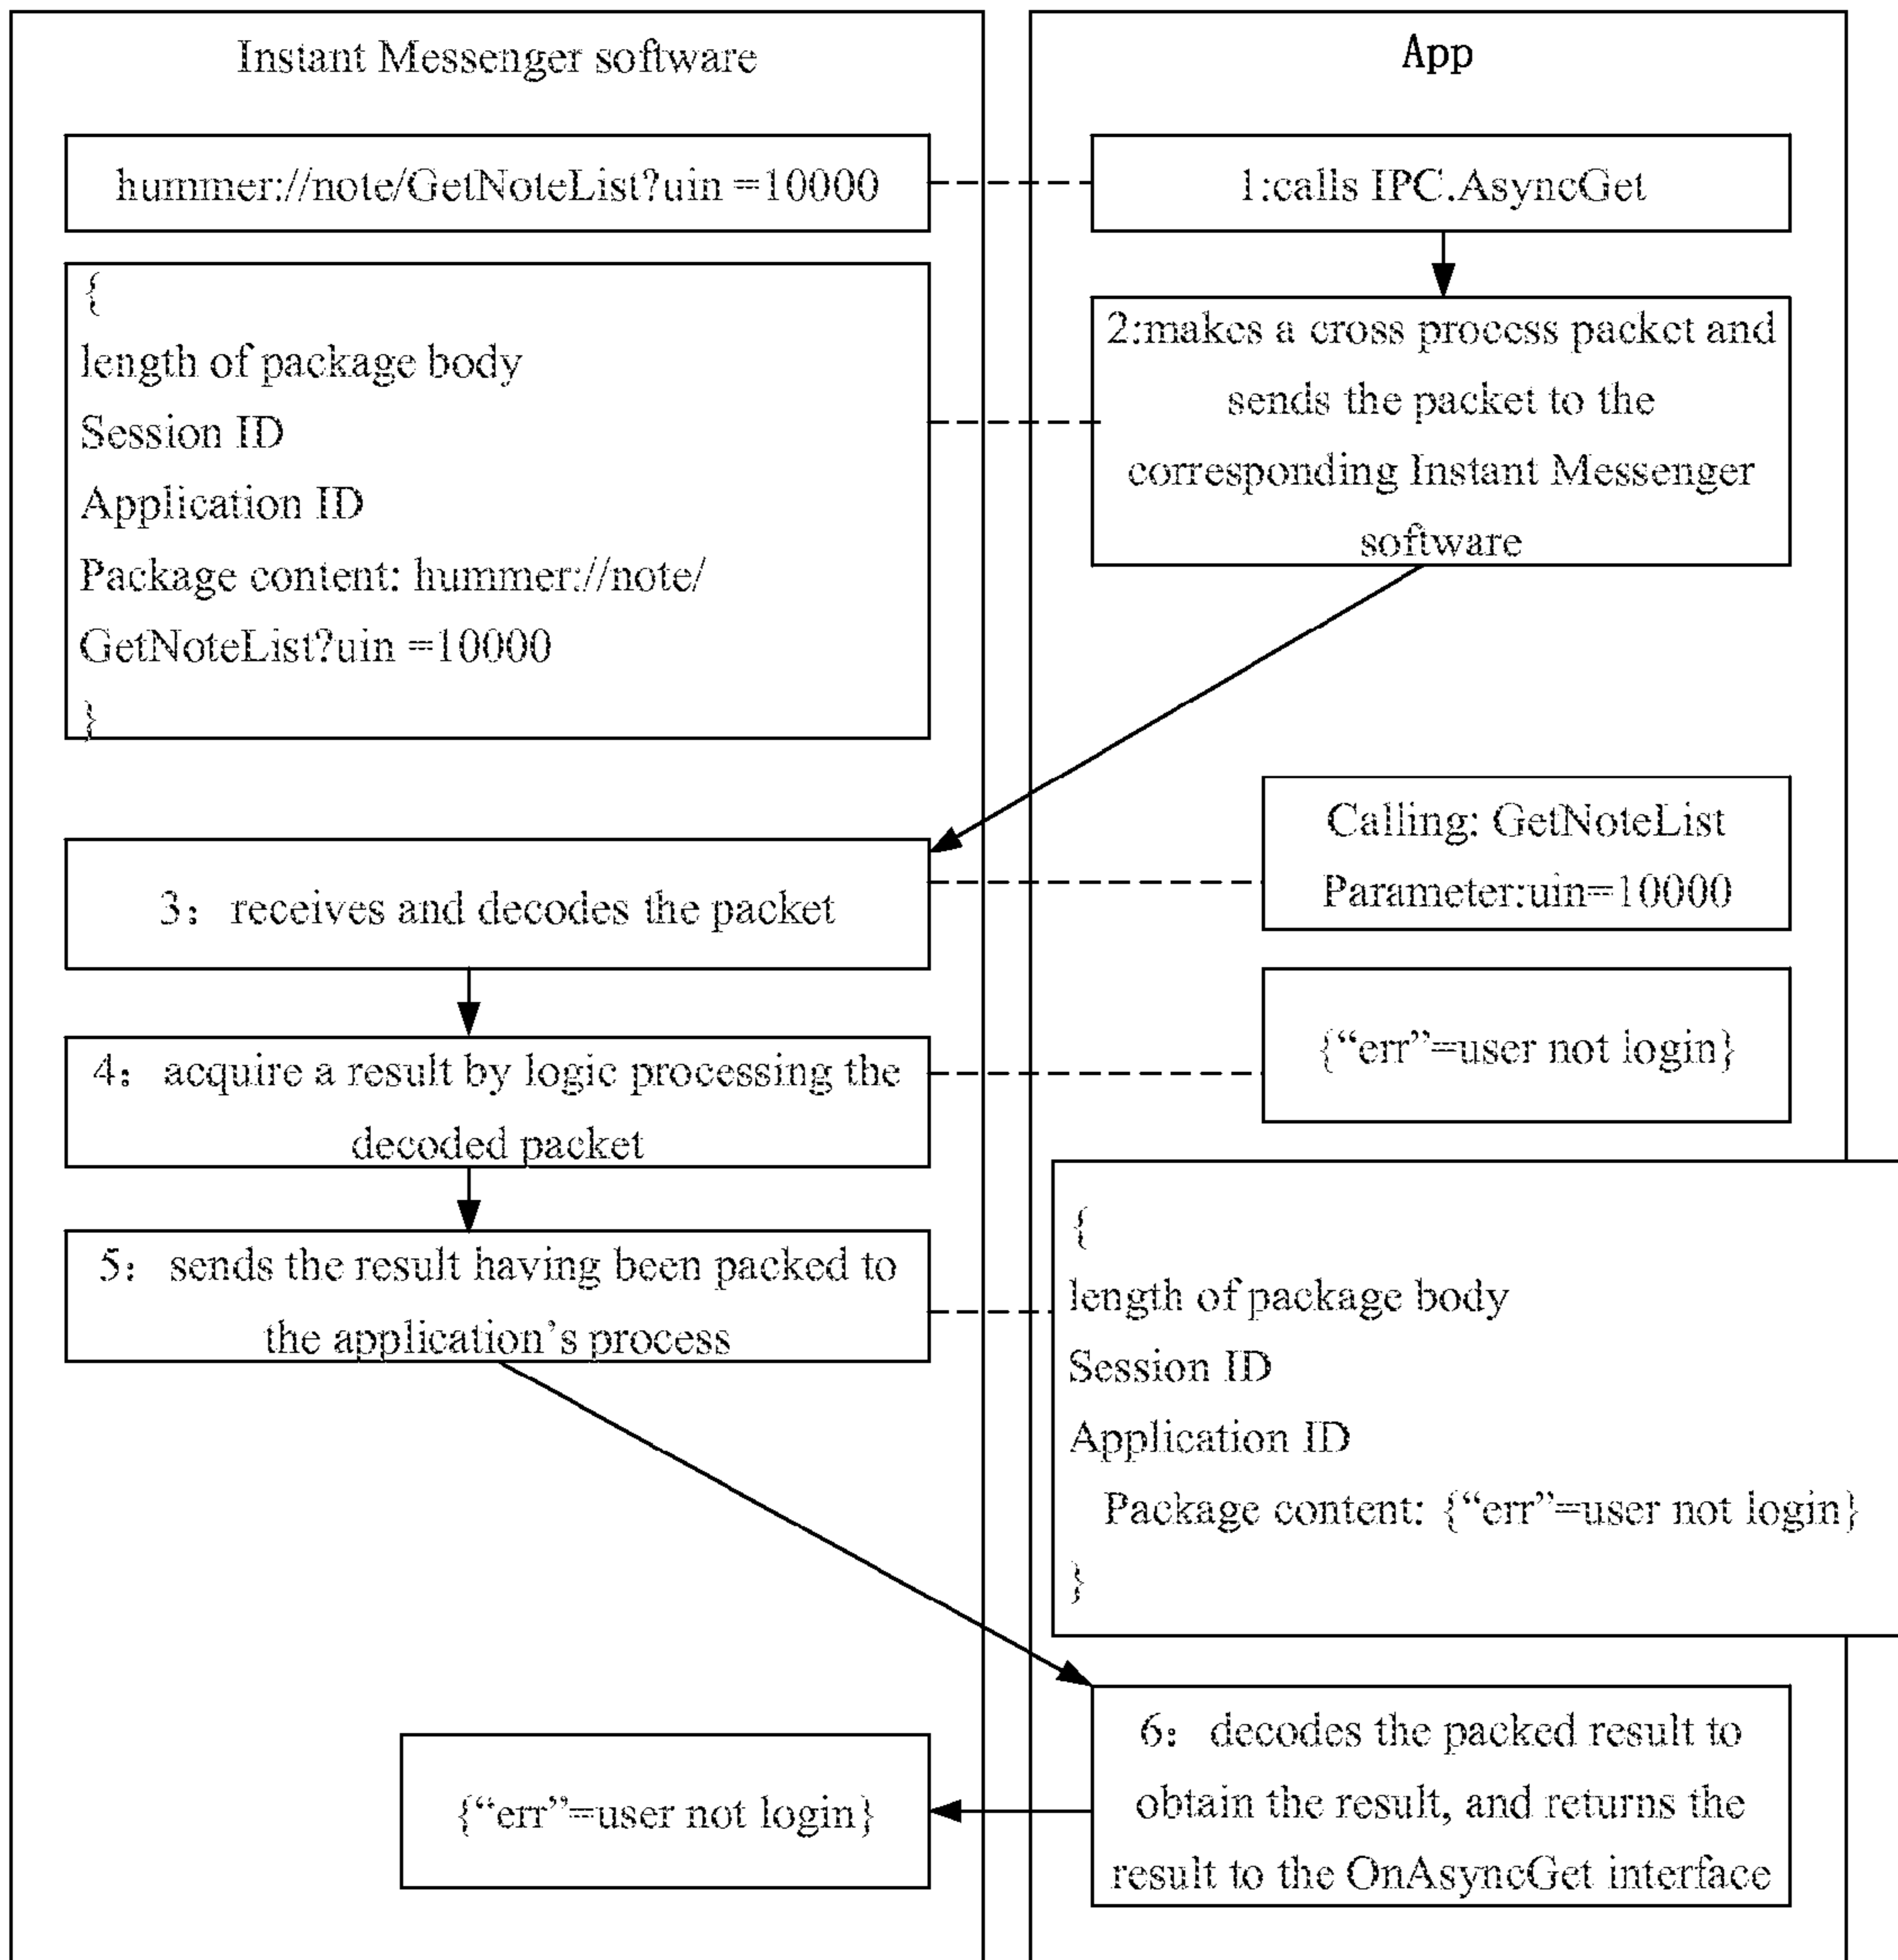 Instant Messenger software
App
hummer://note/GetNoteList?uin =10000
1:calls IPC.AsyncGet
{
length of package body
Session ID
Application ID
Package content: hummer://note/
GetNoteList?uin =10000
}
2:makes a cross process packet and
sends the packet to the
corresponding Instant Messenger
software
Calling: GetNoteList
Parameter:uin=10000
3： receives and decodes the packet
{“err”=user not login}
4： acquire a result by logic processing the
decoded packet
5： sends the result having been packed to
the application’s process
{
length of package body
Session ID
Application ID
Package content: {“err”=user not login}
}
6： decodes the packed result to
obtain the result, and returns the
result to the OnAsyncGet interface
{“err”=user not login}